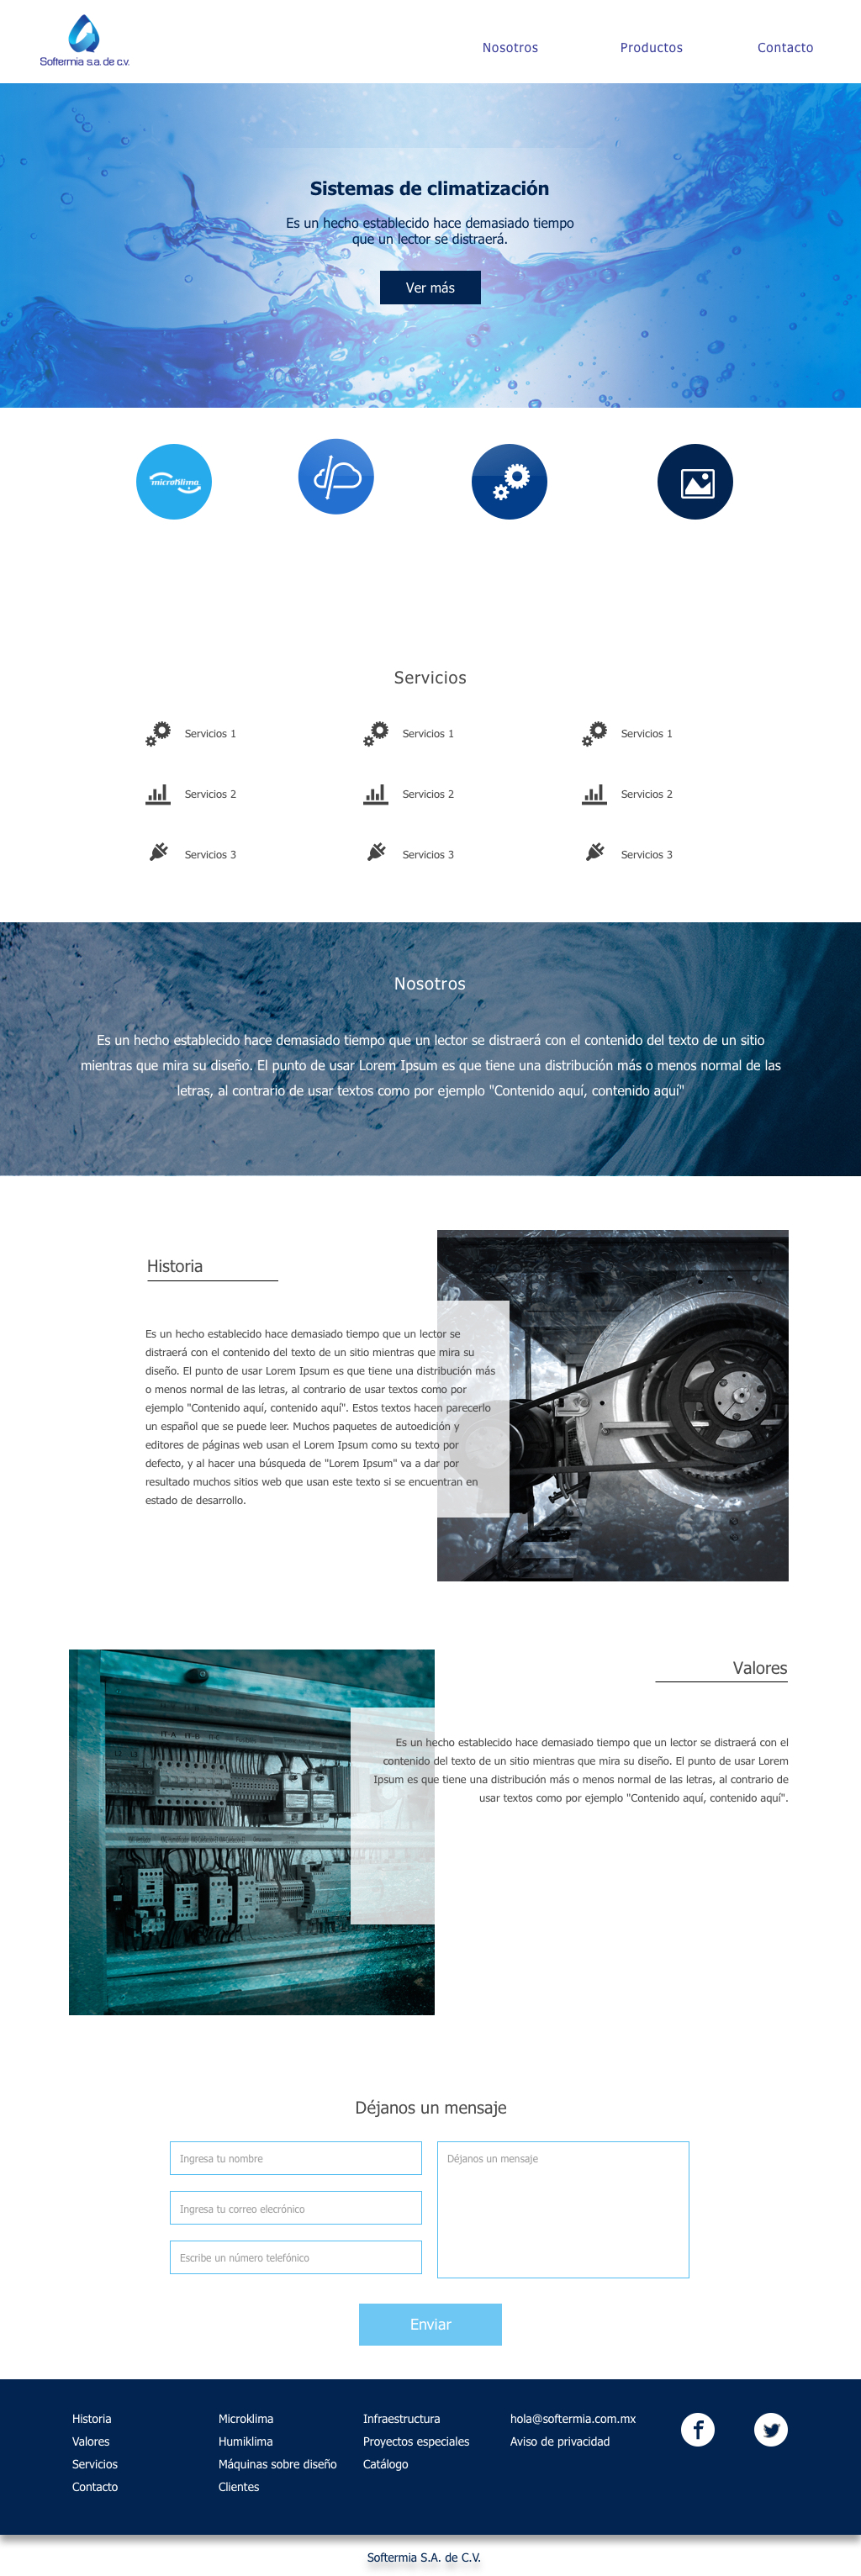 Softermia s.a. de c.v.
Nosotros
Productos
Contacto
Sistemas de climatización
Es un hecho establecido hace demasiado tiempo
que un lector se distraerá.
Ver más
Servicios
Servicios 1
Servicios 1
Servicios 1
Servicios 2
Servicios 2
Servicios 2
Servicios 3
Servicios 3
Servicios 3
Nosotros
Es un hecho establecido hace demasiado tiempo que un lector se distraerá con el contenido del texto de un sitio
mientras que mira su diseño. El punto de usar Lorem Ipsum es que tiene una distribución más o menos normal de las
letras, al contrario de usar textos como por ejemplo "Contenido aquí, contenido aquí"
Historia
Es un hecho establecido hace demasiado tiempo que un lector se
distraerá con el contenido del texto de un sitio mientras que mira su
diseño. El punto de usar Lorem Ipsum es que tiene una distribución más
o menos normal de las letras, al contrario de usar textos como por
ejemplo "Contenido aquí, contenido aquí". Estos textos hacen parecerlo
un español que se puede leer. Muchos paquetes de autoedición y
editores de páginas web usan el Lorem Ipsum como su texto por
defecto, y al hacer una búsqueda de "Lorem Ipsum" va a dar por
resultado muchos sitios web que usan este texto si se encuentran en
estado de desarrollo.
Valores
Es un hecho establecido hace demasiado tiempo que un lector se distraerá con el
contenido del texto de un sitio mientras que mira su diseño. El punto de usar Lorem
Ipsum es que tiene una distribución más o menos normal de las letras, al contrario de
usar textos como por ejemplo "Contenido aquí, contenido aquí".
Déjanos un mensaje
Ingresa tu nombre
Ingresa tu correo elecrónico
Escribe un número telefónico
Déjanos un mensaje
Enviar
Historia
Valores
Servicios
Contacto
Microklima
Humiklima
Máquinas sobre diseño
Clientes
Infraestructura
Proyectos especiales
Catálogo
hola@softermia.com.mx
Aviso de privacidad
Softermia S.A. de C.V.